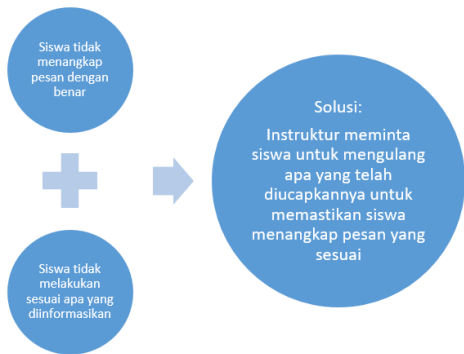 Siswa tidak
menangkap
pesan dengan
benar
Siswa tidak
melakukan
sesuai apa yang
diinformasikan
Solusi:
Instruktur meminta
siswa untuk mengulang
apa yang telah
diucapkannya untuk
memastikan siswa
menangkap pesan yang
sesuai